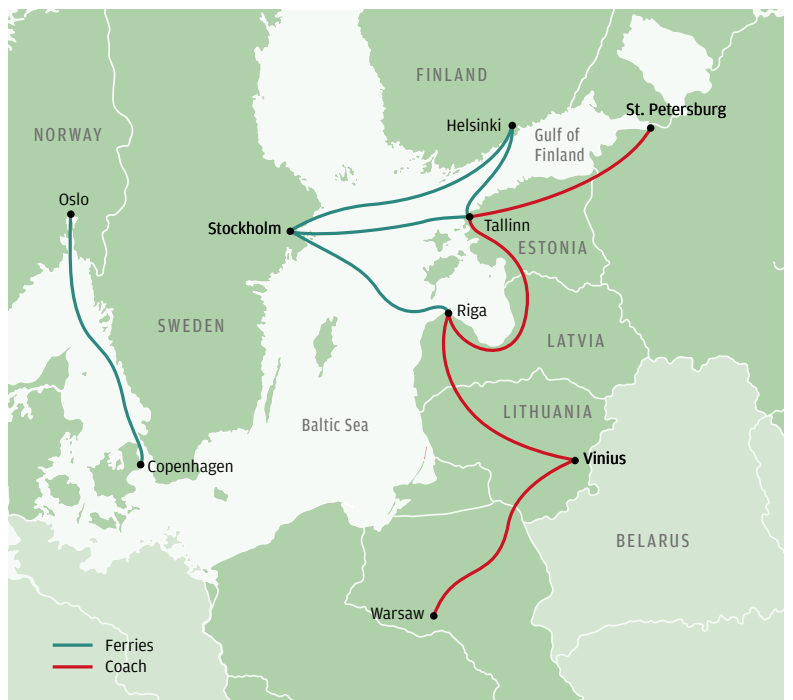 FINLAND
St. Petersburg
Helsinki
Gulf of
Finland
NORWAY
Oslo
Stockholm
Tallinn
ESTONIA
Riga
SWEDEN
LATVIA
LITHUANIA
Baltic Sea
Vinius
Copenhagen
BELARUS
Warsaw
Ferries
Coach